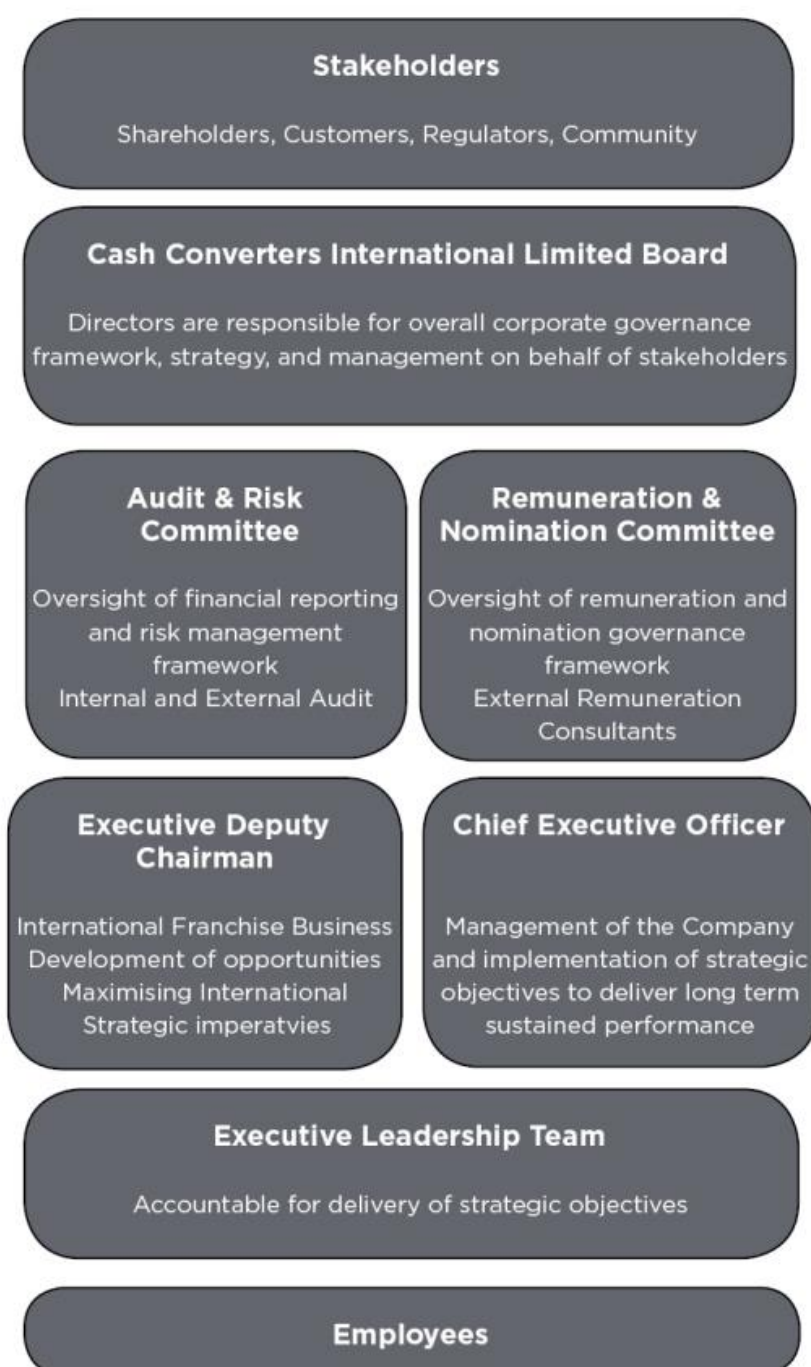 Stakeholders
Shareholders, Customers, Regulators, Community
Cash Converters International Limited Board
Directors are responsible for overall corporate governance
framework, strategy, and management on behalf of stakeholders
Audit & Risk
Committee
Oversight of financial reporting
and risk management
framework
Internal and External Audit
Remuneration &
Nomination Committee
Oversight of remuneration and
nomination governance
framework
External Remuneration
Consultants
Executive Deputy
Chairman
International Franchise Business
Development of opportunities
Maximising International
Strategic imperatvies
Chief Executive Officer
Management of the Company
and implementation of strategic
objectives to deliver long term
sustained performance
Executive Leadership Team
Accountable for delivery of strategic objectives
Employees